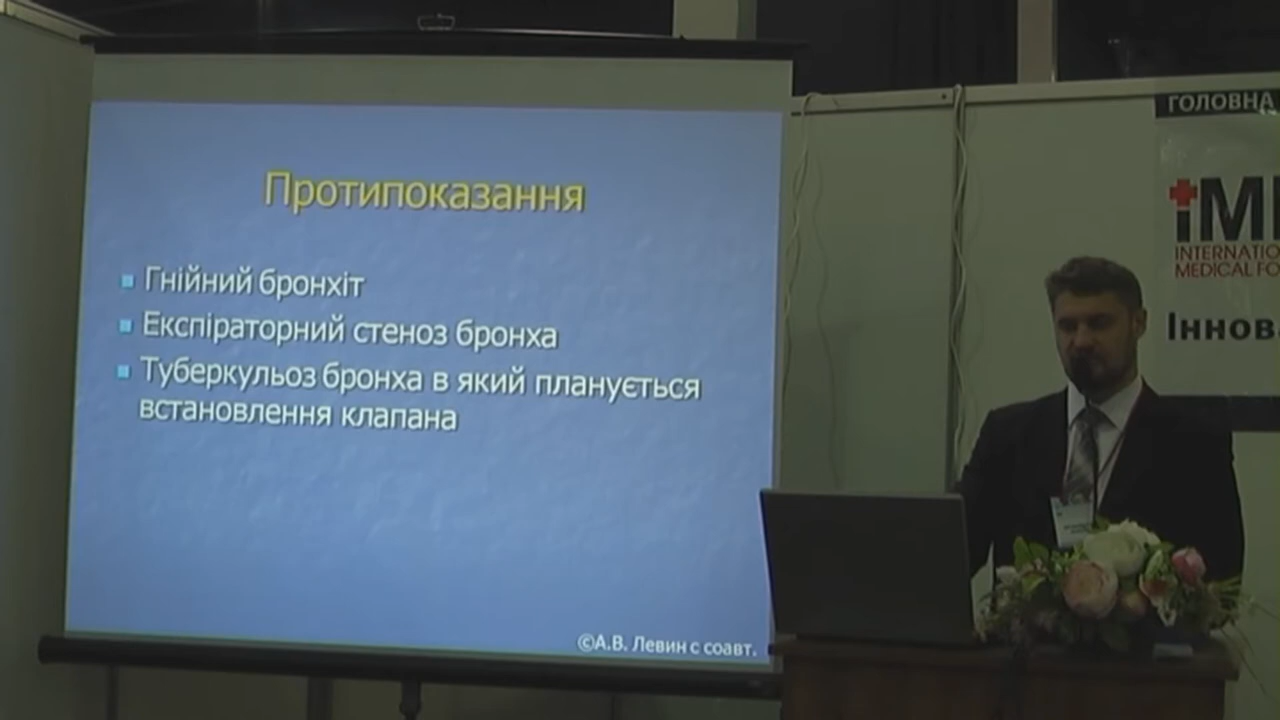 Протипоказання
Гнійний бронхіт
Експіраторний стеноз бронха
Туберкульоз бронха в який планується
встановлення клапана
©А.В. Левин с соавт.
ГОЛОВНА
iM
INTERNATIO
MEDICAL FO
Іннов